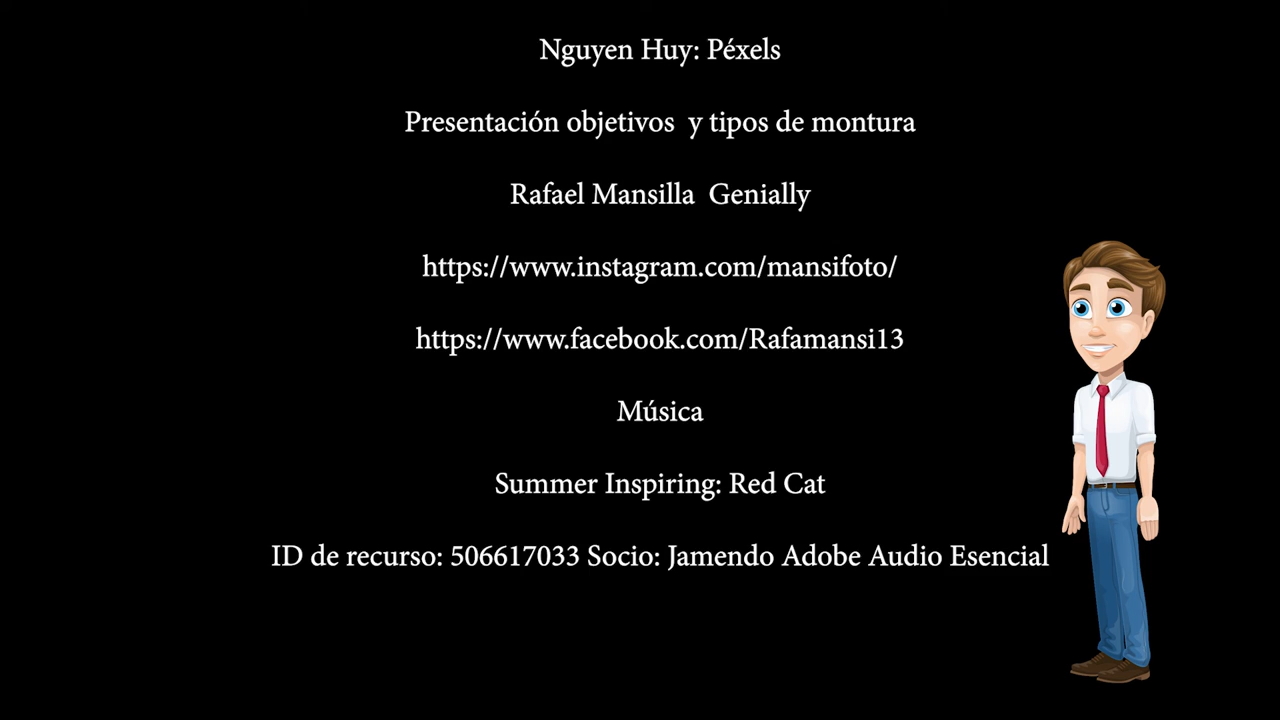 Nguyen Huy: Péxels
Presentación objetivos  y tipos de montura
Rafael Mansilla  Genially
https://www.instagram.com/mansifoto/
https://www.facebook.com/Rafamansi13
Música
Summer Inspiring: Red Cat
ID de recurso: 506617033 Socio: Jamendo Adobe Audio Esencial